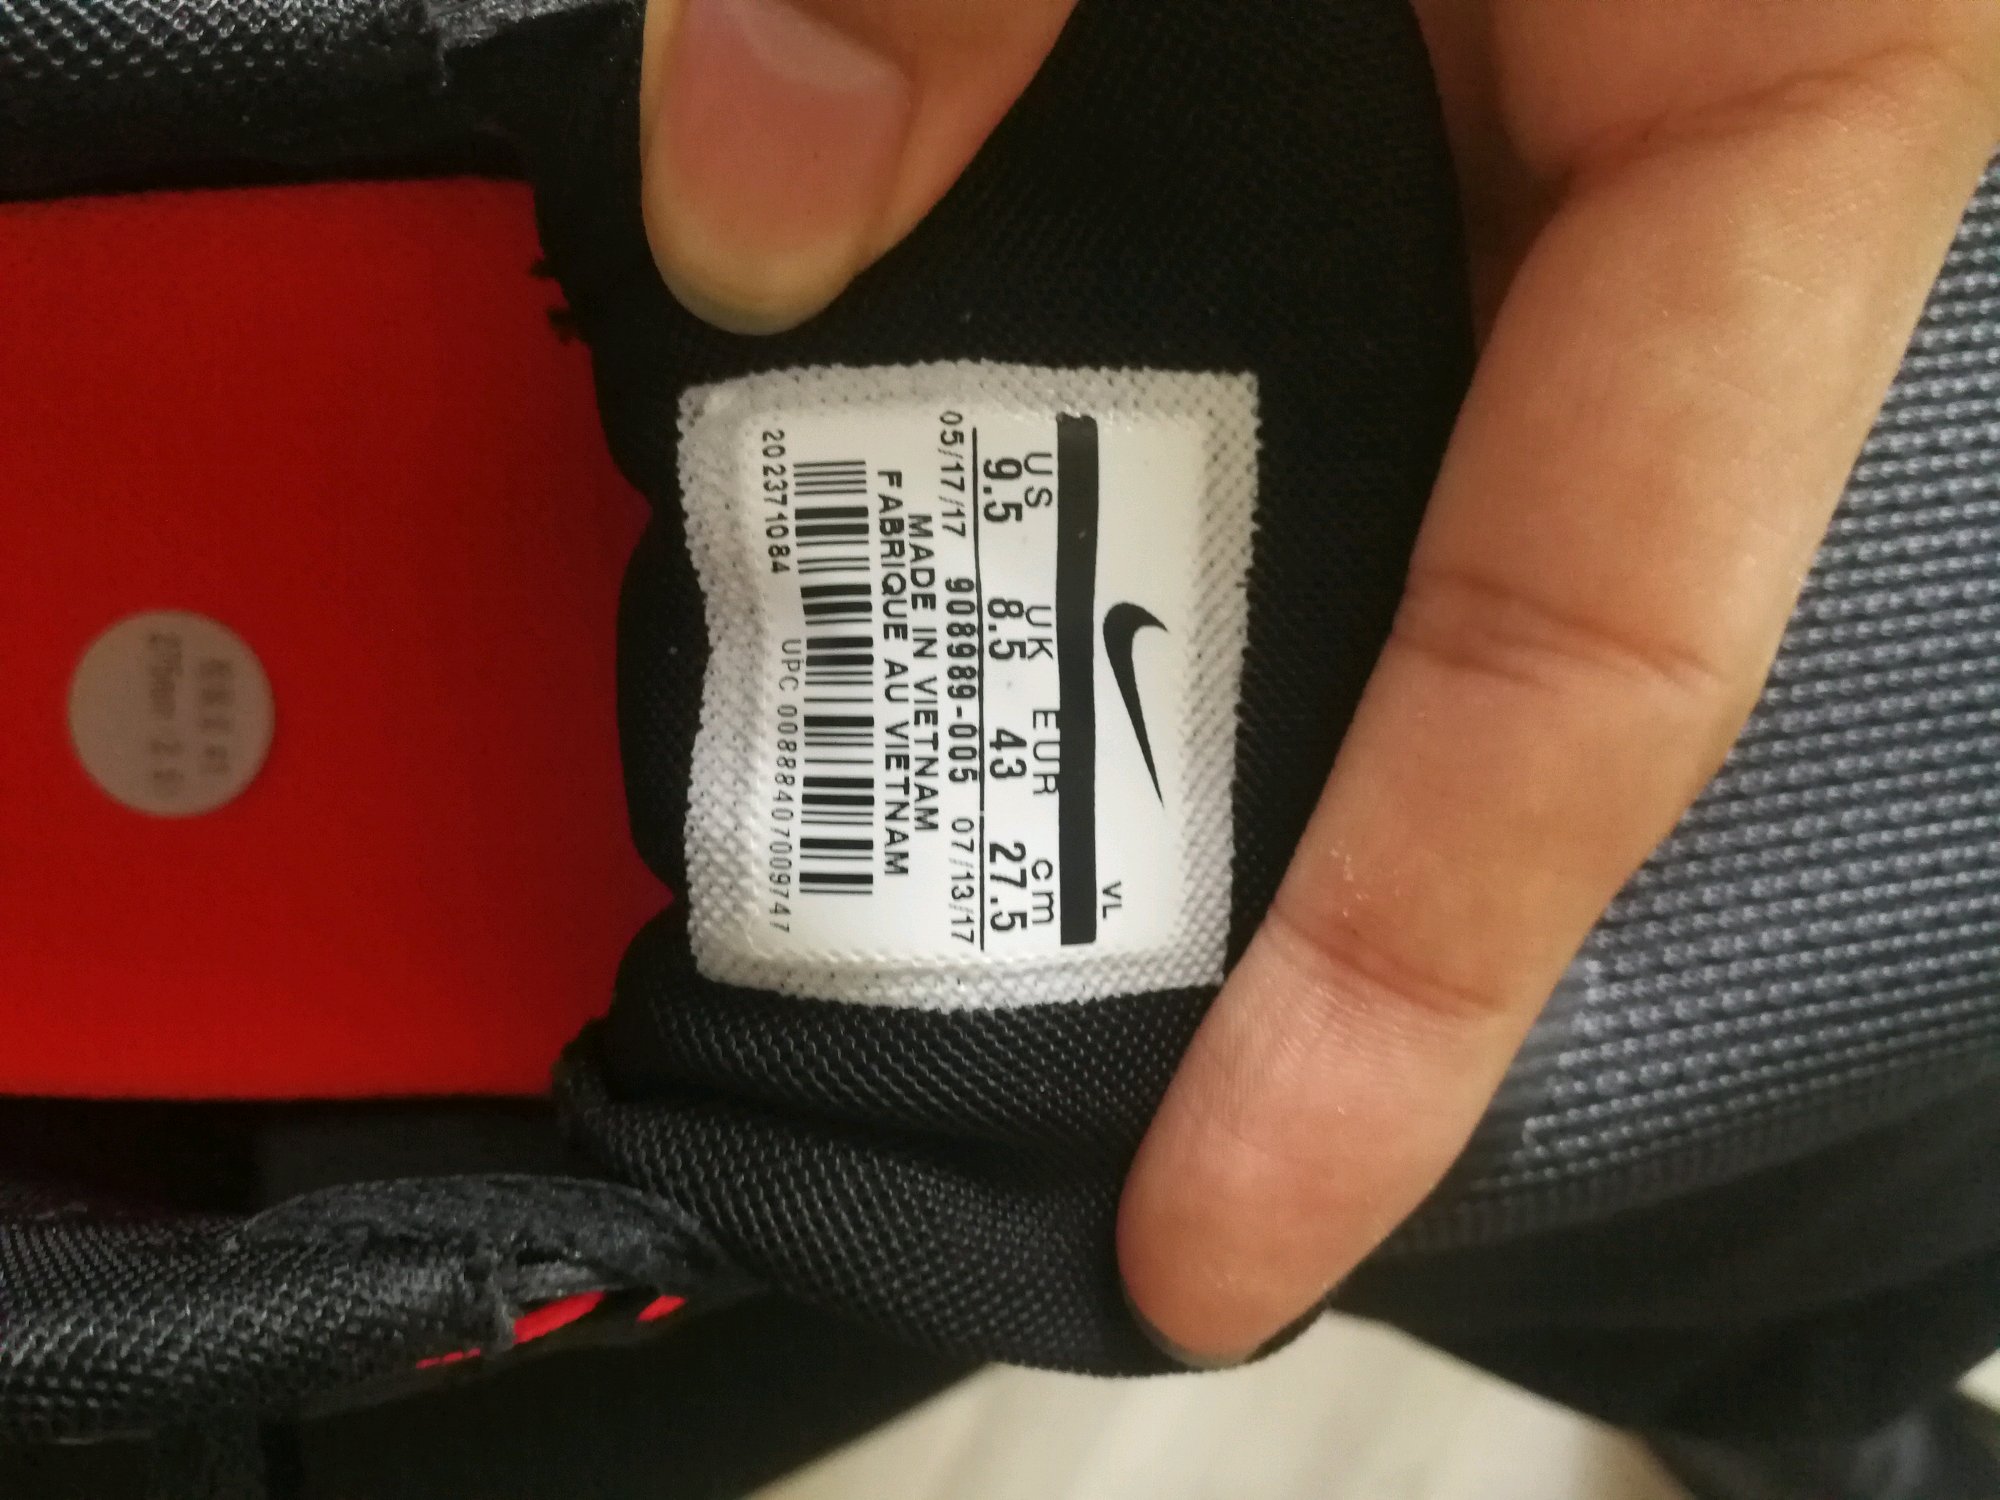 VL
US UK EUR cm
9.5 8.5 43 27.5
05/17/17 908989-005 07/13/17
MADE IN VIETNAM
FABRIQUE AU VIETNAM
202371084 UPC 00888407009747